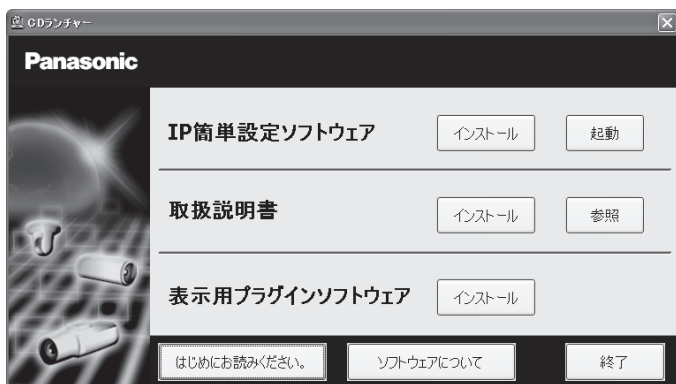 CDランチャー
Panasonic
IP簡単設定ソフトウェア インストール 起動
取扱説明書 インストール 参照
表示用プラグインソフトウェア インストール
はじめにお読みください。 ソフトウェアについて 終了